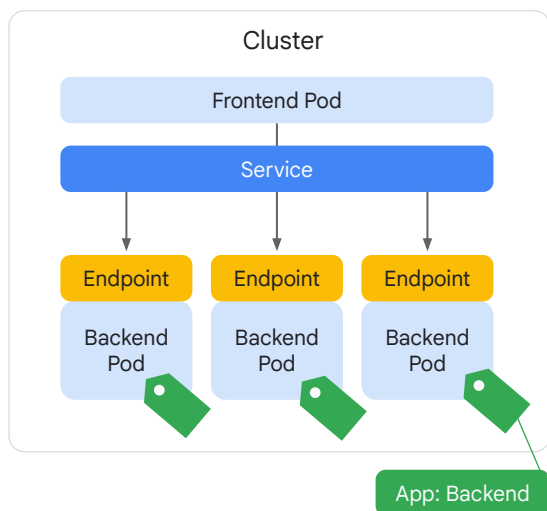 Cluster
Frontend Pod
Service
Endpoint
Endpoint
Endpoint
Backend
Pod
Backend
Pod
Backend
Pod
App: Backend